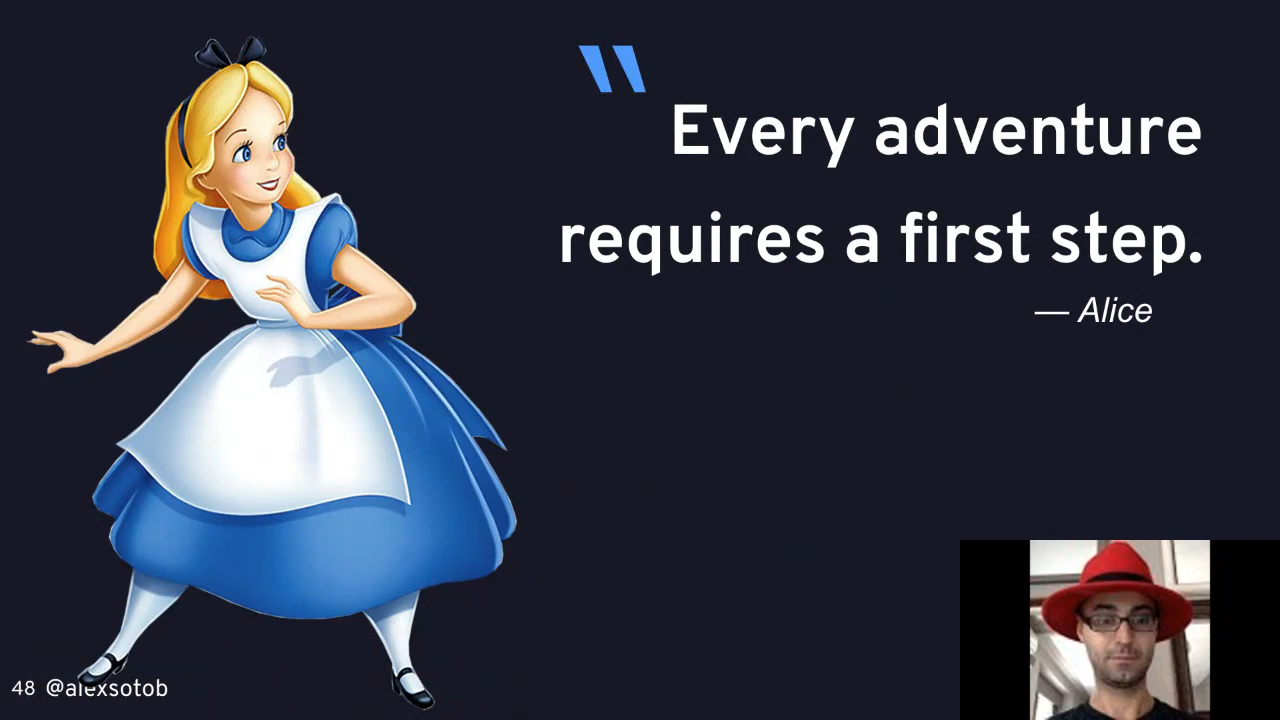 Every adventure
requires a first step.
— Alice
48 @alexsotob